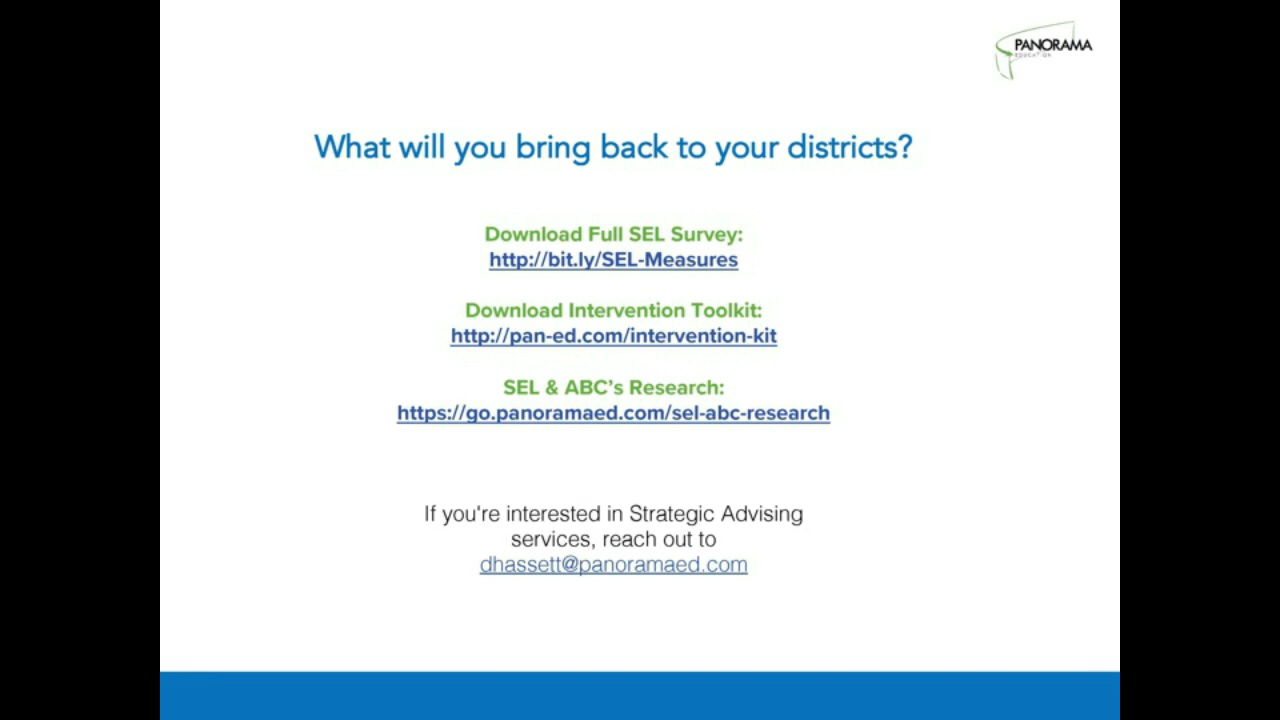 PANORAMA
EDUCATION
What will you bring back to your districts?
Download Full SEL Survey:
http://bit.ly/SEL-Measures
Download Intervention Toolkit:
http://pan-ed.com/intervention-kit
SEL & ABC’s Research:
https://go.panoramaed.com/sel-abc-research
If you're interested in Strategic Advising
services, reach out to
dhassett@panoramaed.com